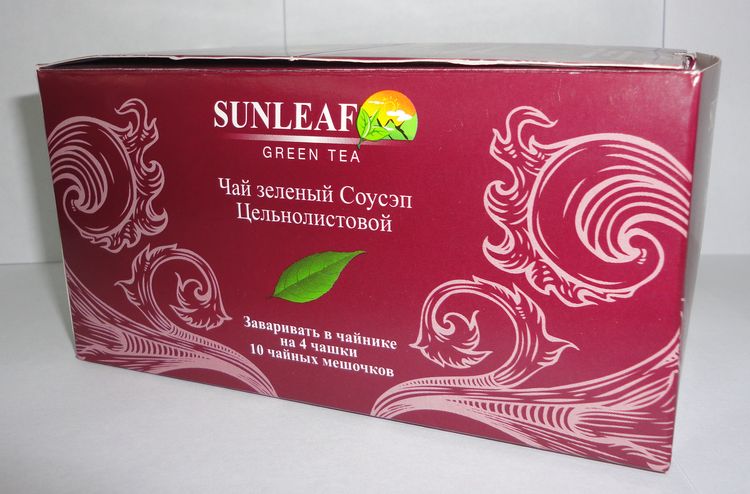 SUNLEAF
GREEN TEA
Чай зеленый Соусэп
Цельнолистовой
Заваривать в чайнике
на 4 чашки
10 чайных мешочков